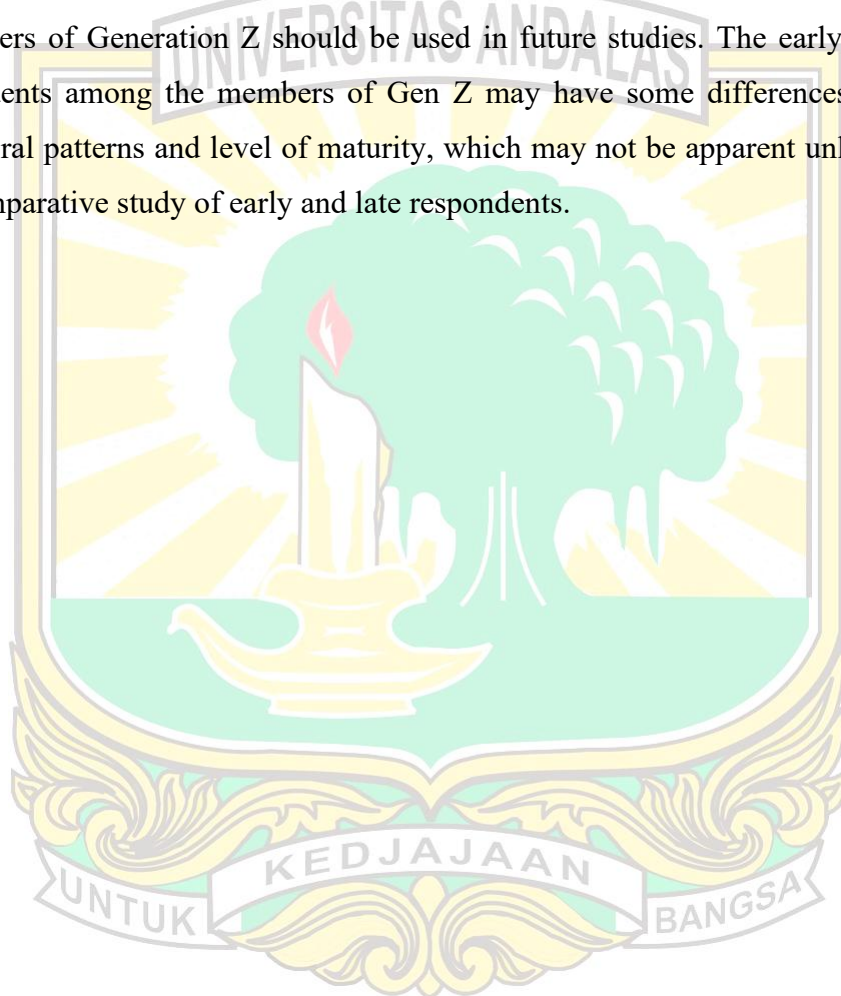 UNIVERSITAS ANDALAS
ers of Generation Z should be used in future studies. The early
ents among the members of Gen Z may have some differences
ral patterns and level of maturity, which may not be apparent unl
mparative study of early and late respondents.
KEDJAJAAN
UNTUK
BANGSA